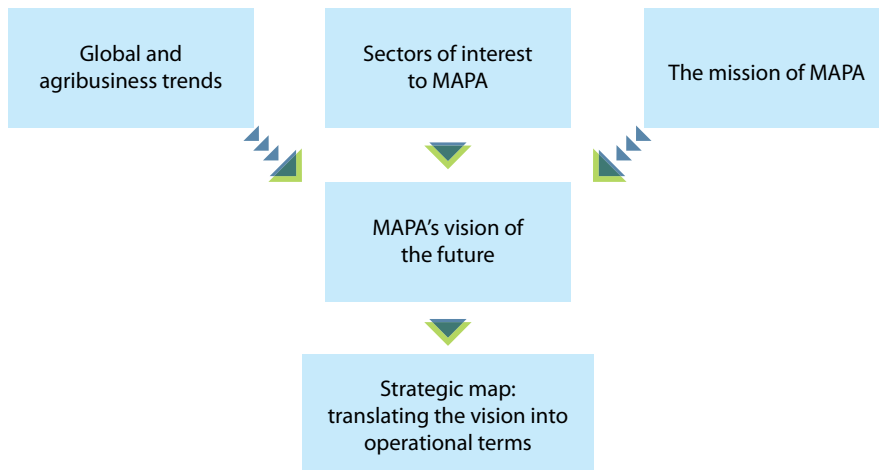 Global and
agribusiness trends
Sectors of interest
to MAPA
The mission of MAPA
MAPA’s vision of
the future
Strategic map:
translating the vision into
operational terms